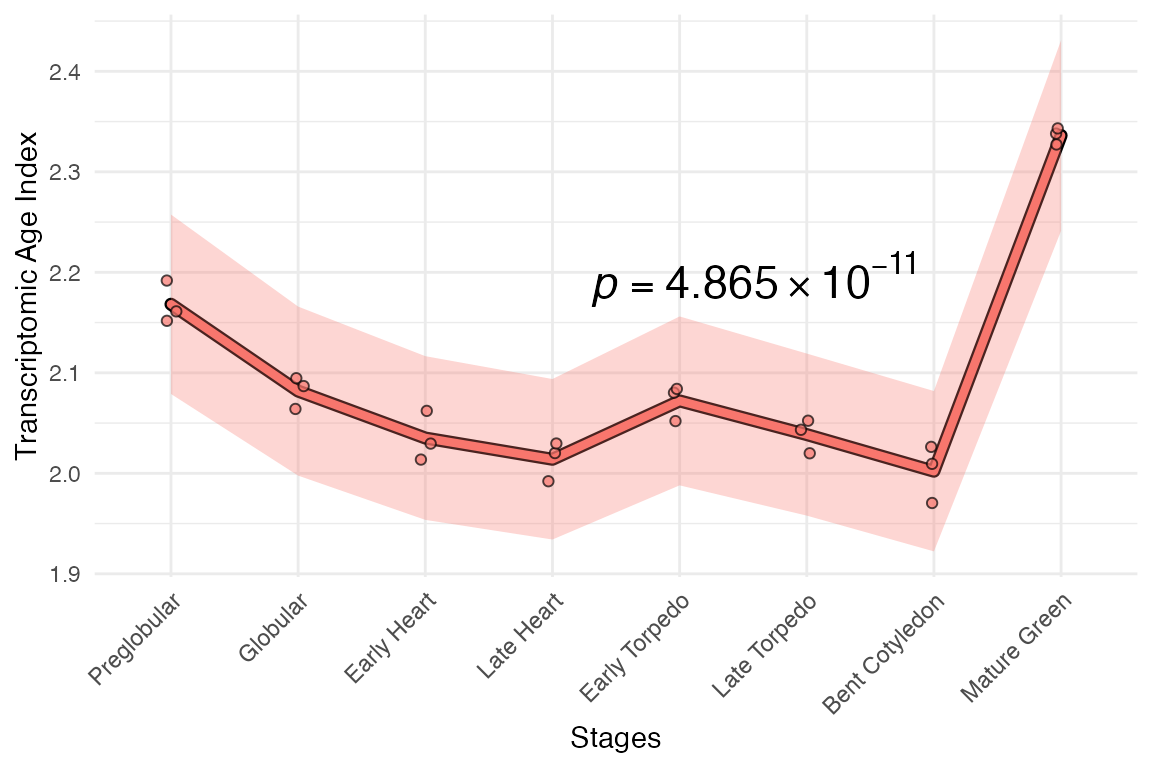 Transcriptomic Age Index
2.4
2.3
2.2
2.1
2.0
1.9
p = 4.865 × 10⁻¹¹
Preglobular
Globular
Early Heart
Late Heart
Early Torpedo
Late Torpedo
Bent Cotyledon
Mature Green
Stages